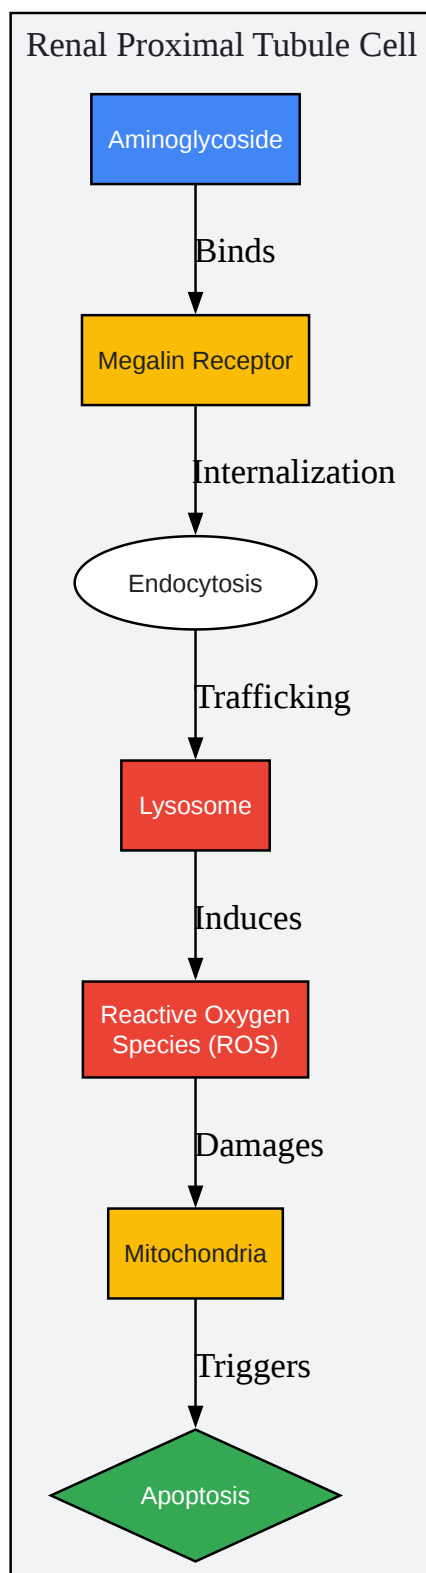 Renal Proximal Tubule Cell
Aminoglycoside
Binds
Megalin Receptor
Internalization
Endocytosis
Trafficking
Lysosome
Induces
Reactive Oxygen
Species (ROS)
Damages
Mitochondria
Triggers
Apoptosis